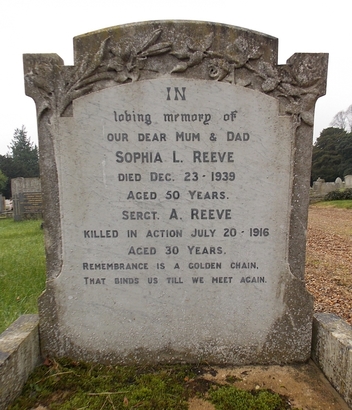 IN
loving memory of
OUR DEAR MUM & DAD
SOPHIA L. REEVE
DIED DEC. 23 - 1939
AGED 50 YEARS.
SERGT. A. REEVE
KILLED IN ACTION JULY 20 - 1916
AGED 30 YEARS.
REMEMBRANCE IS A GOLDEN CHAIN,
THAT BINDS US TILL WE MEET AGAIN.